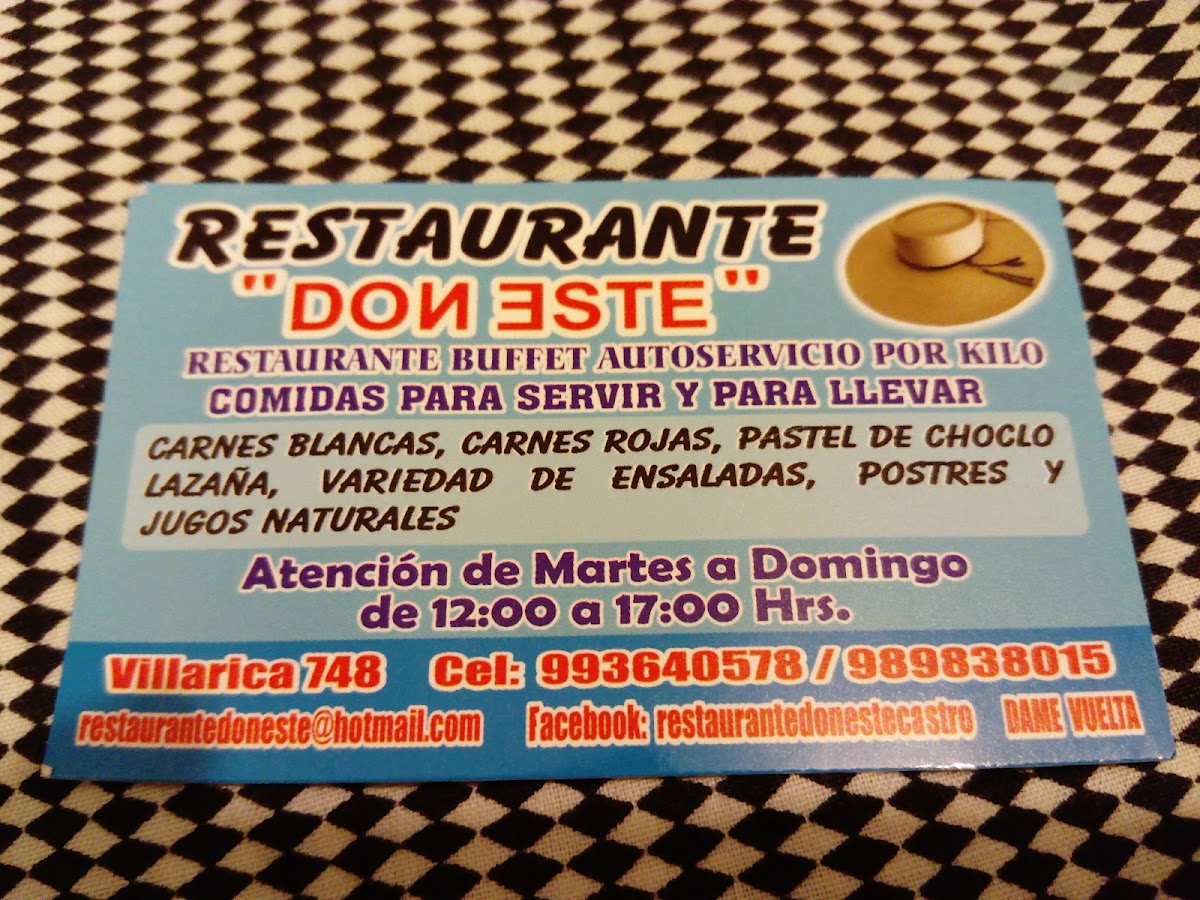 RESTAURANTE
"DOИ ƎSTE"
RESTAURANTE BUFFET AUTOSERVICIO POR KILO
COMIDAS PARA SERVIR Y PARA LLEVAR
CARNES BLANCAS, CARNES ROJAS, PASTEL DE CHOCLO
LAZAÑA, VARIEDAD DE ENSALADAS, POSTRES Y
JUGOS NATURALES
Atención de Martes a Domingo
de 12:00 a 17:00 Hrs.
Villarica 748 Cel: 993640578 / 989838015
restaurantedoneste@hotmail.com Facebook: restaurantedonestecastro DAME VUELTA